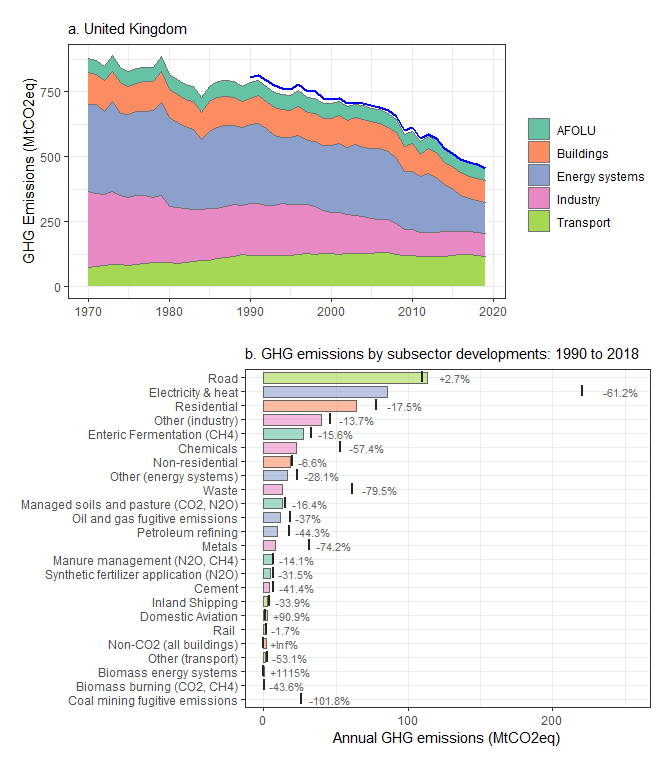 a. United Kingdom
GHG Emissions (MtCO2eq)
750
500
250
0
1970
1980
1990
2000
2010
2020
AFOLU
Buildings
Energy systems
Industry
Transport
b. GHG emissions by subsector developments: 1990 to 2018
Road +2.7%
Electricity & heat -61.2%
Residential -17.5%
Other (industry) -13.7%
Enteric Fermentation (CH4) -15.6%
Chemicals -57.4%
Non-residential -6.6%
Other (energy systems) -28.1%
Waste -79.5%
Managed soils and pasture (CO2, N2O) -16.4%
Oil and gas fugitive emissions -37%
Petroleum refining -44.3%
Metals -74.2%
Manure management (N2O, CH4) -14.1%
Synthetic fertilizer application (N2O) -31.5%
Cement -41.4%
Inland Shipping -33.9%
Domestic Aviation +90.9%
Rail -1.7%
Non-CO2 (all buildings) +Inf%
Other (transport) -53.1%
Biomass energy systems +1115%
Biomass burning (CO2, CH4) -43.6%
Coal mining fugitive emissions -101.8%
0
100
200
Annual GHG emissions (MtCO2eq)